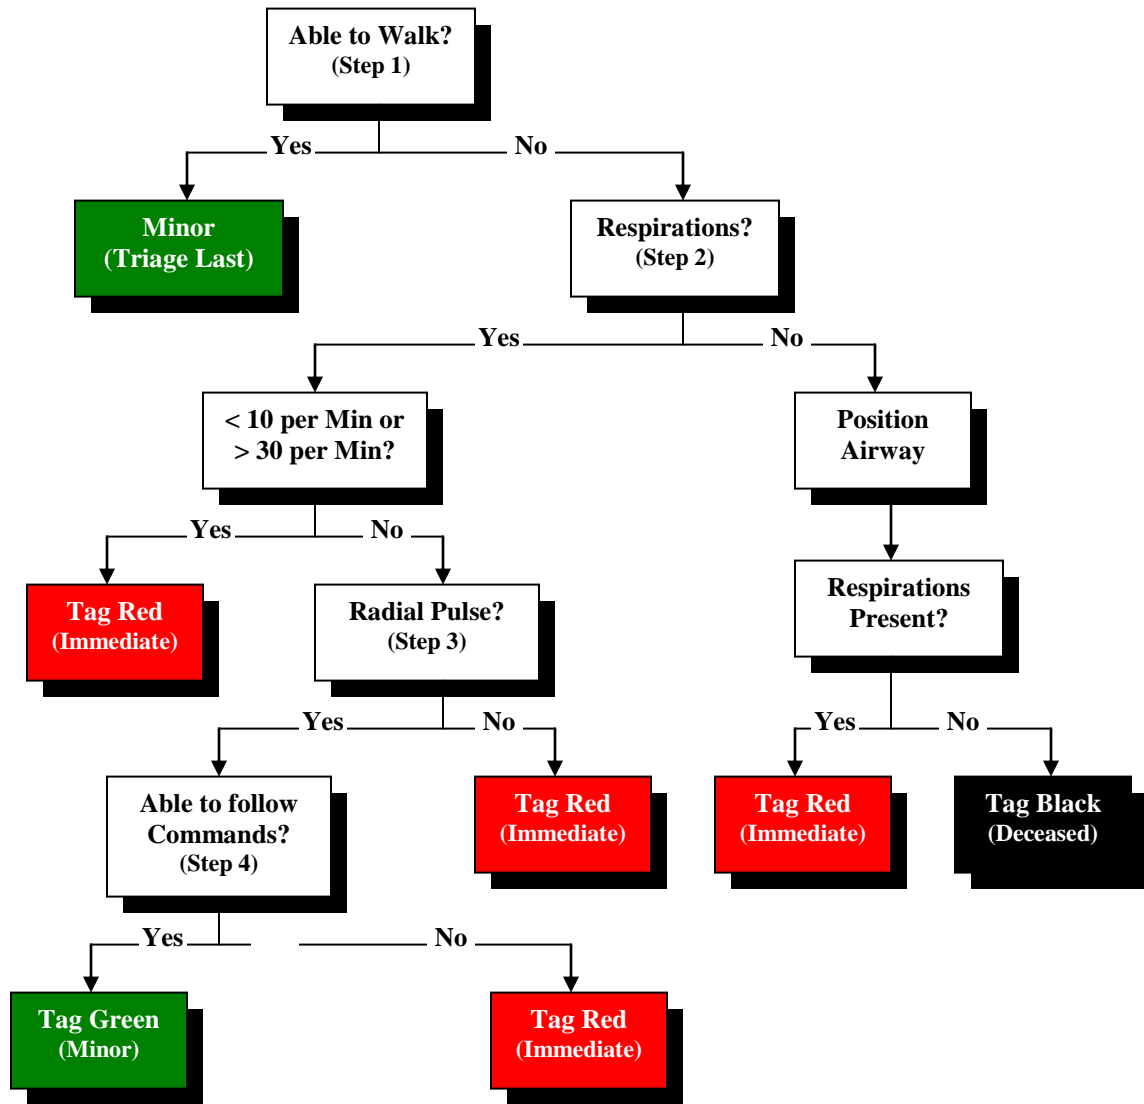 Able to Walk?
(Step 1)
Yes
No
Minor
(Triage Last)
Respirations?
(Step 2)
Yes
No
< 10 per Min or
> 30 per Min?
Position
Airway
Yes
No
Tag Red
(Immediate)
Radial Pulse?
(Step 3)
Respirations
Present?
Yes
No
Yes
No
Able to follow
Commands?
(Step 4)
Tag Red
(Immediate)
Tag Red
(Immediate)
Tag Black
(Deceased)
Yes
No
Tag Green
(Minor)
Tag Red
(Immediate)